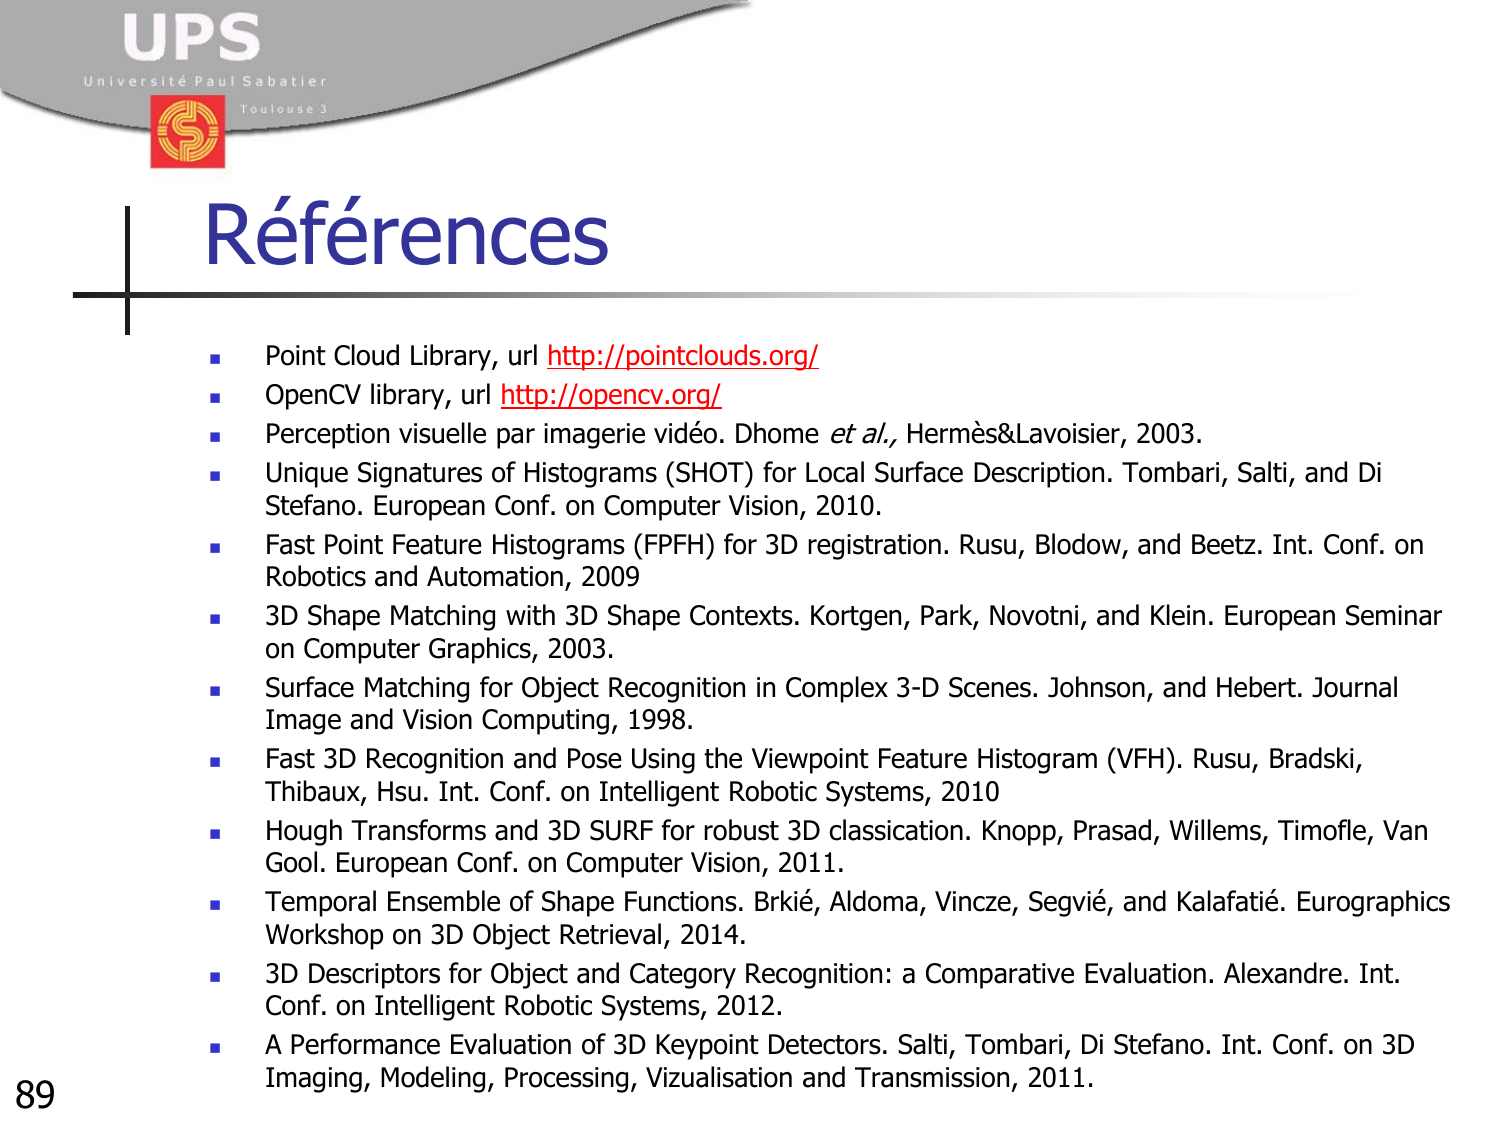 UPS
Université Paul Sabatier
Toulouse 3
Références
Point Cloud Library, url http://pointclouds.org/
OpenCV library, url http://opencv.org/
Perception visuelle par imagerie vidéo. Dhome et al., Hermès&Lavoisier, 2003.
Unique Signatures of Histograms (SHOT) for Local Surface Description. Tombari, Salti, and Di
Stefano. European Conf. on Computer Vision, 2010.
Fast Point Feature Histograms (FPFH) for 3D registration. Rusu, Blodow, and Beetz. Int. Conf. on
Robotics and Automation, 2009
3D Shape Matching with 3D Shape Contexts. Kortgen, Park, Novotni, and Klein. European Seminar
on Computer Graphics, 2003.
Surface Matching for Object Recognition in Complex 3-D Scenes. Johnson, and Hebert. Journal
Image and Vision Computing, 1998.
Fast 3D Recognition and Pose Using the Viewpoint Feature Histogram (VFH). Rusu, Bradski,
Thibaux, Hsu. Int. Conf. on Intelligent Robotic Systems, 2010
Hough Transforms and 3D SURF for robust 3D classication. Knopp, Prasad, Willems, Timofle, Van
Gool. European Conf. on Computer Vision, 2011.
Temporal Ensemble of Shape Functions. Brkié, Aldoma, Vincze, Segvié, and Kalafatié. Eurographics
Workshop on 3D Object Retrieval, 2014.
3D Descriptors for Object and Category Recognition: a Comparative Evaluation. Alexandre. Int.
Conf. on Intelligent Robotic Systems, 2012.
A Performance Evaluation of 3D Keypoint Detectors. Salti, Tombari, Di Stefano. Int. Conf. on 3D
Imaging, Modeling, Processing, Vizualisation and Transmission, 2011.
89